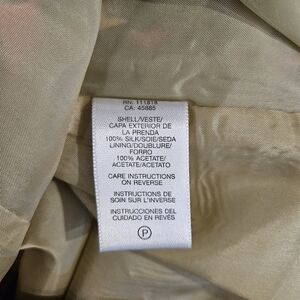 RN: 111818
CA: 45885
SHELL/VESTE/
CAPA EXTERIOR DE
LA PRENDA
100% SILK/SOIE/SEDA
LINING/DOUBLURE/
FORRO
100% ACETATE/
ACETATE/ACETATO
CARE INSTRUCTIONS
ON REVERSE
INSTRUCTIONS DE
SOIN SUR L'INVERSE
INSTRUCCIONES DEL
CUIDADO EN REVÉS
P